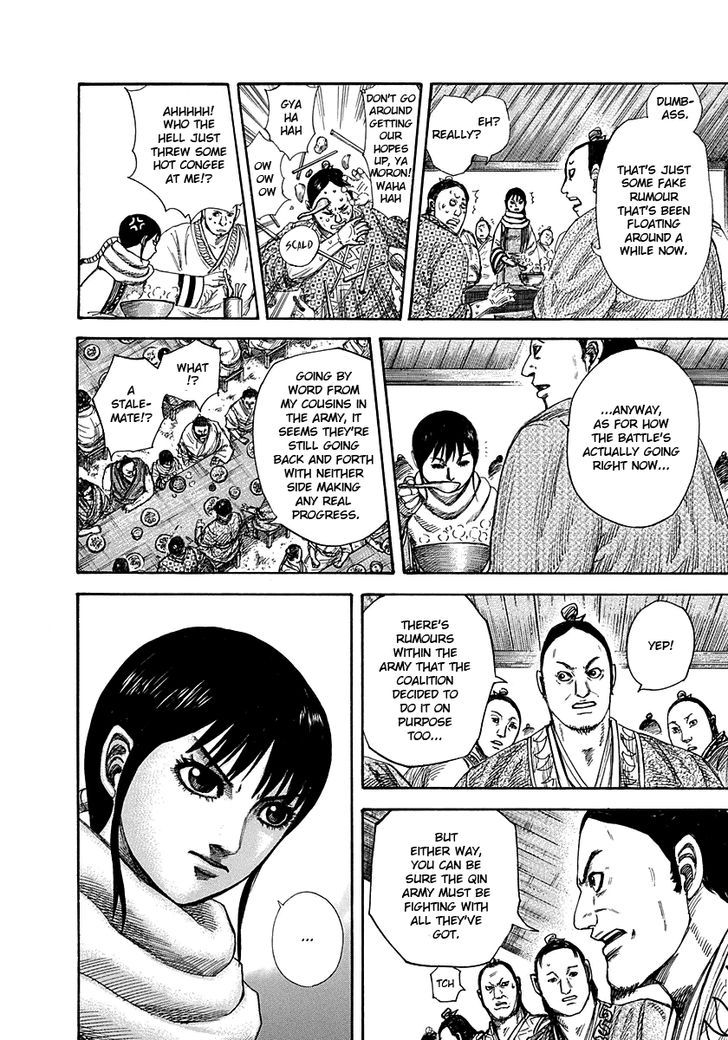 DUMB-
ASS.
THAT'S JUST
SOME FAKE
RUMOUR
THAT'S BEEN
FLOATING
AROUND A
WHILE NOW.
EH?
REALLY?
DON'T GO
AROUND
GETTING
OUR
HOPES
UP, YA
MORON!
WAHA
HAH
GYA
HA
HAH
OW
OW
OW
SCALD
AHHHHH!
WHO THE
HELL JUST
THREW SOME
HOT CONGEE
AT ME!?
...ANYWAY,
AS FOR HOW
THE BATTLE'S
ACTUALLY GOING
RIGHT NOW...
GOING BY
WORD FROM
MY COUSINS IN
THE ARMY, IT
SEEMS THEY'RE
STILL GOING
BACK AND FORTH
WITH NEITHER
SIDE MAKING
ANY REAL
PROGRESS.
WHAT
!?
A
STALE-
MATE!?
YEP!
THERE'S
RUMOURS
WITHIN THE
ARMY THAT THE
COALITION
DECIDED TO
DO IT ON
PURPOSE
TOO...
BUT
EITHER WAY,
YOU CAN BE
SURE THE QIN
ARMY MUST BE
FIGHTING WITH
ALL THEY'VE
GOT.
TCH
...